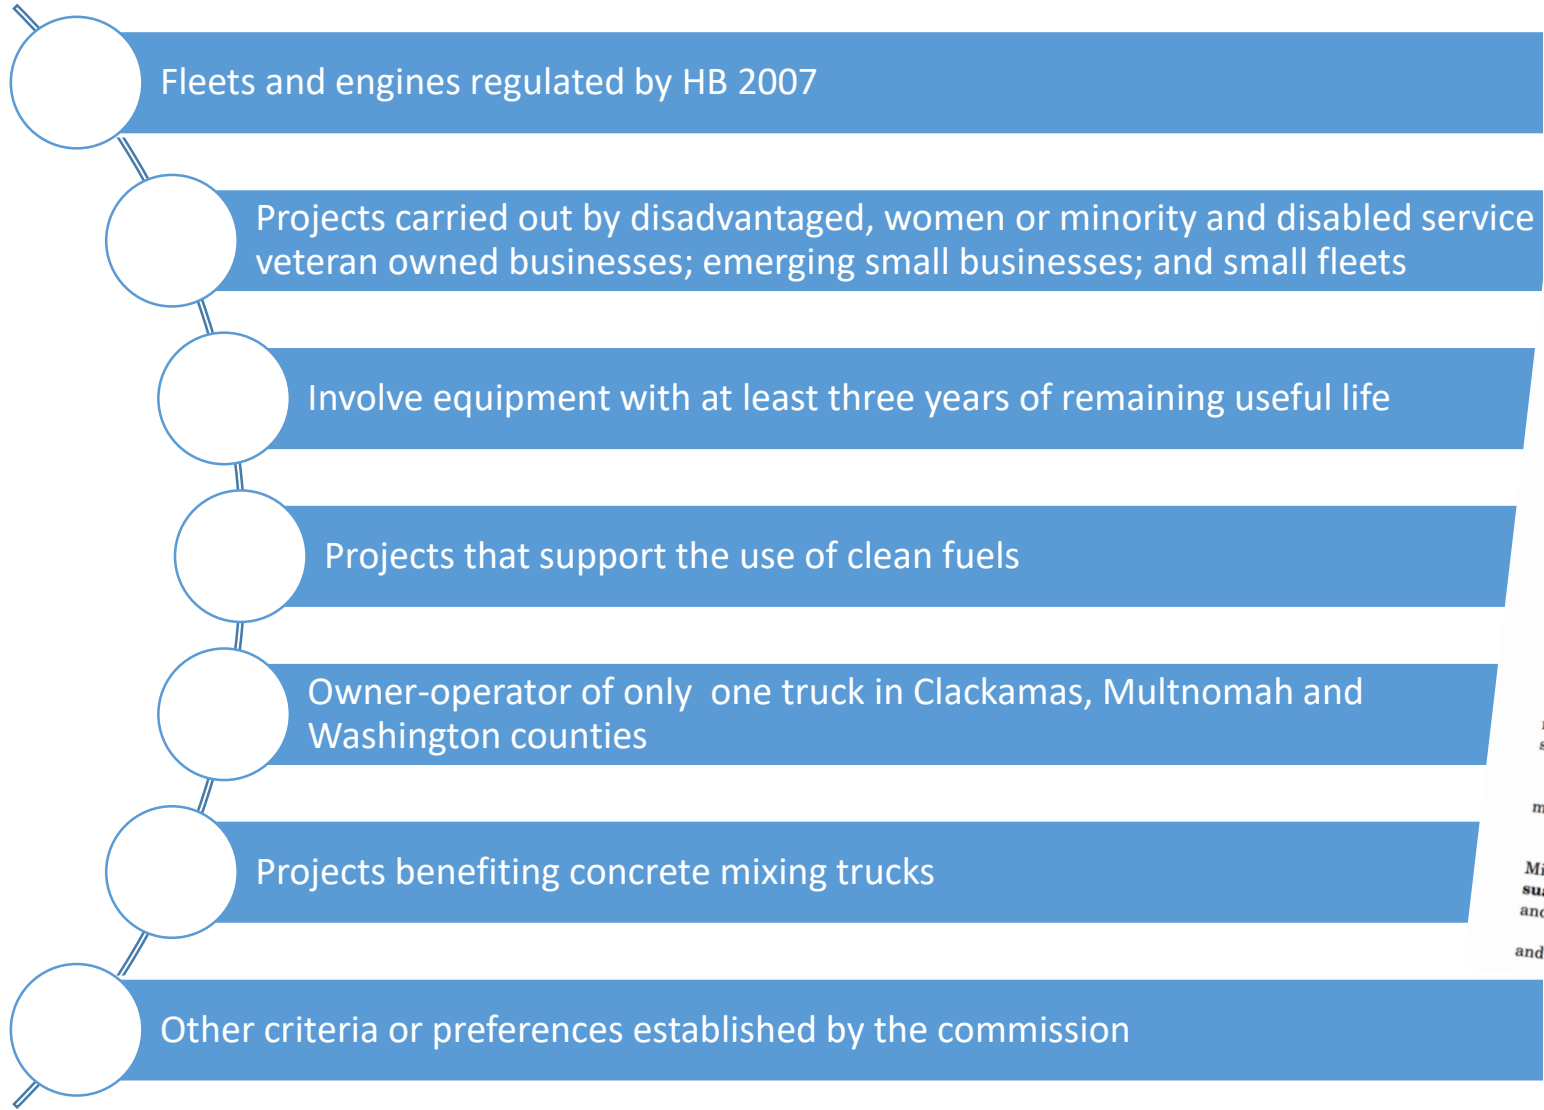 Fleets and engines regulated by HB 2007
Projects carried out by disadvantaged, women or minority and disabled service
veteran owned businesses; emerging small businesses; and small fleets
Involve equipment with at least three years of remaining useful life
Projects that support the use of clean fuels
Owner-operator of only  one truck in Clackamas, Multnomah and
Washington counties
Projects benefiting concrete mixing trucks
and
Other criteria or preferences established by the commission